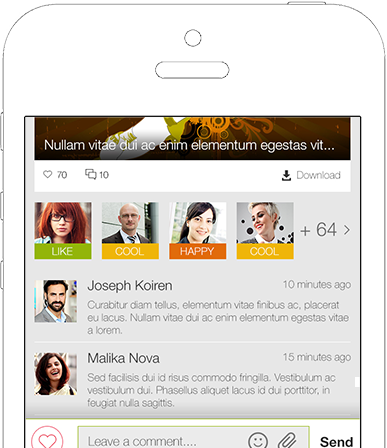 Nullam vitae dui ac enim elementum egestas vit...
70 10 Download
LIKE COOL HAPPY COOL + 64
Joseph Koiren 10 minutes ago
Curabitur diam tellus, elementum vitae finibus ac, placerat
eu lacus. Nullam vitae dui ac enim elementum egestas vitae
a lorem.
Malika Nova 15 minutes ago
Sed facilisis dui id risus commodo fringilla. Vestibulum ac
vestibulum dui. Phasellus aliquet lacus id dui porttitor, in
feugiat nulla sagittis.
Leave a comment.... Send